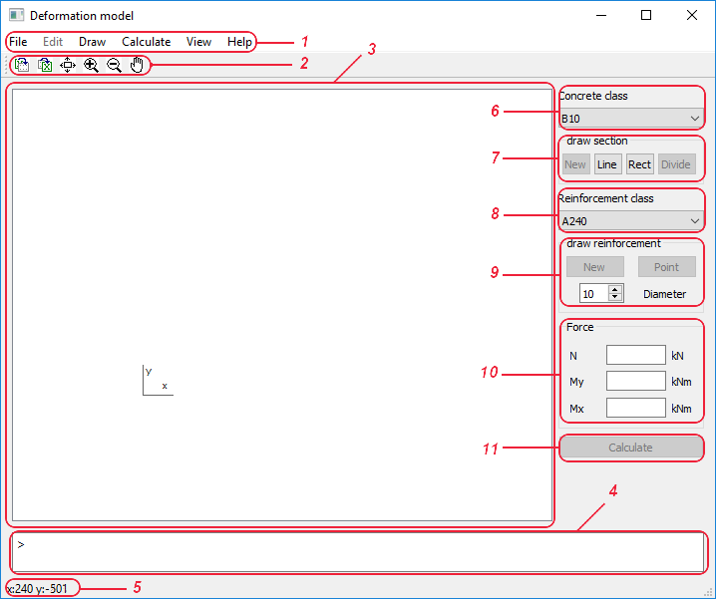 Deformation model
File Edit Draw Calculate View Help 1
2
3
Concrete class
6 B10
draw section
7 New Line Rect Divide
Reinforcement class
8 A240
draw reinforcement
9 New Point
10 Diameter
Force
N kN
10 My kNm
Mx kNm
11 Calculate
4
>
x:240 y:-501 5